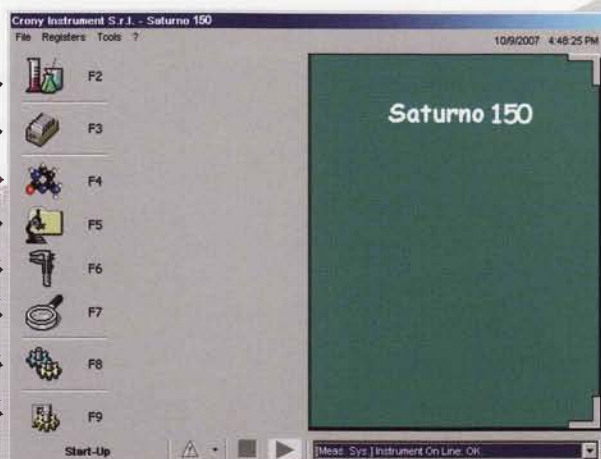 Crony Instrument S.r.l. - Saturno 150
File Registers Tools ?
10/9/2007 4:48:25 PM
F2
Saturno 150
F3
F4
F5
F6
F7
F8
F9
Start-Up
[Meas. Sys.] Instrument On Line: OK